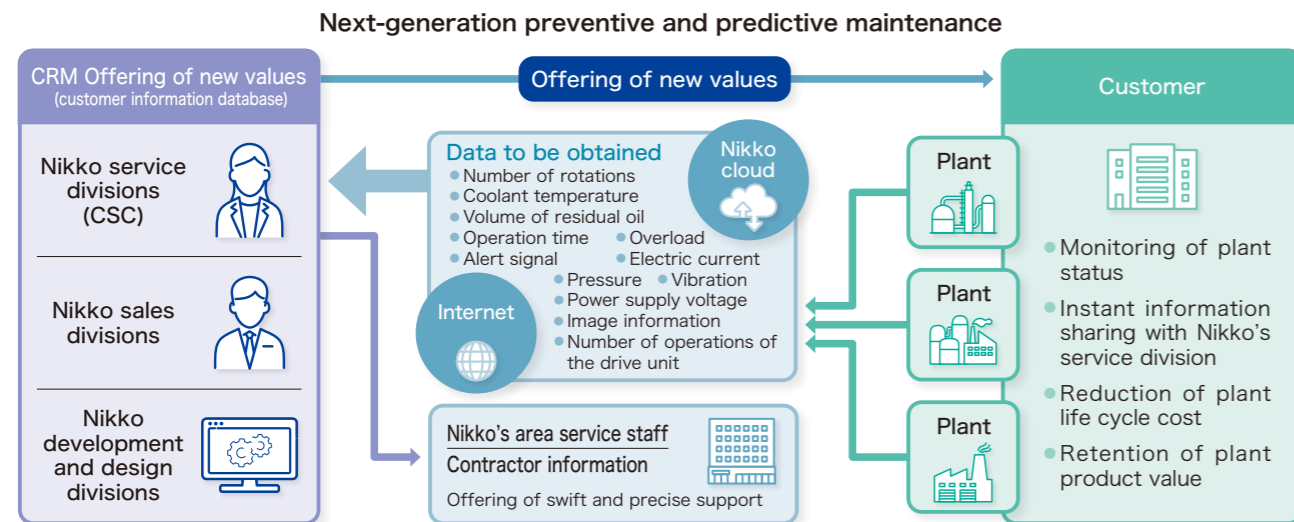 Next-generation preventive and predictive maintenance
CRM Offering of new values
(customer information database)
Nikko service
divisions
(CSC)
Nikko sales
divisions
Nikko
development
and design
divisions
Offering of new values
Data to be obtained
Number of rotations
Coolant temperature
Volume of residual oil
Operation time
Overload
Alert signal
Electric current
Pressure
Vibration
Power supply voltage
Image information
Number of operations of
the drive unit
Nikko
cloud
Internet
Nikko's area service staff
Contractor information
Offering of swift and precise support
Plant
Plant
Plant
Customer
Monitoring of plant
status
Instant information
sharing with Nikko's
service division
Reduction of plant
life cycle cost
Retention of plant
product value